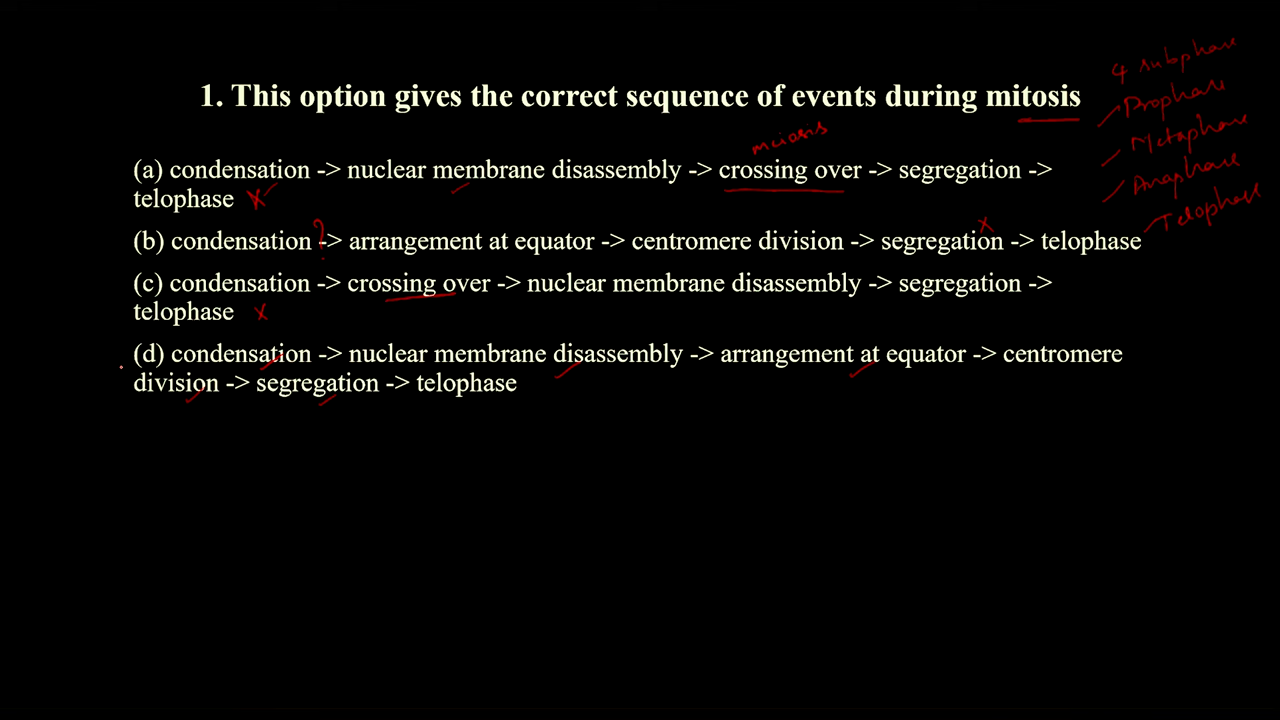 4 subphase
1. This option gives the correct sequence of events during mitosis
Prophase
Metaphase
Anaphase
Telophase
meiosis
(a) condensation -> nuclear membrane disassembly -> crossing over -> segregation ->
telophase
(b) condensation -> arrangement at equator -> centromere division -> segregation -> telophase
?
(c) condensation -> crossing over -> nuclear membrane disassembly -> segregation ->
telophase
(d) condensation -> nuclear membrane disassembly -> arrangement at equator -> centromere
division -> segregation -> telophase